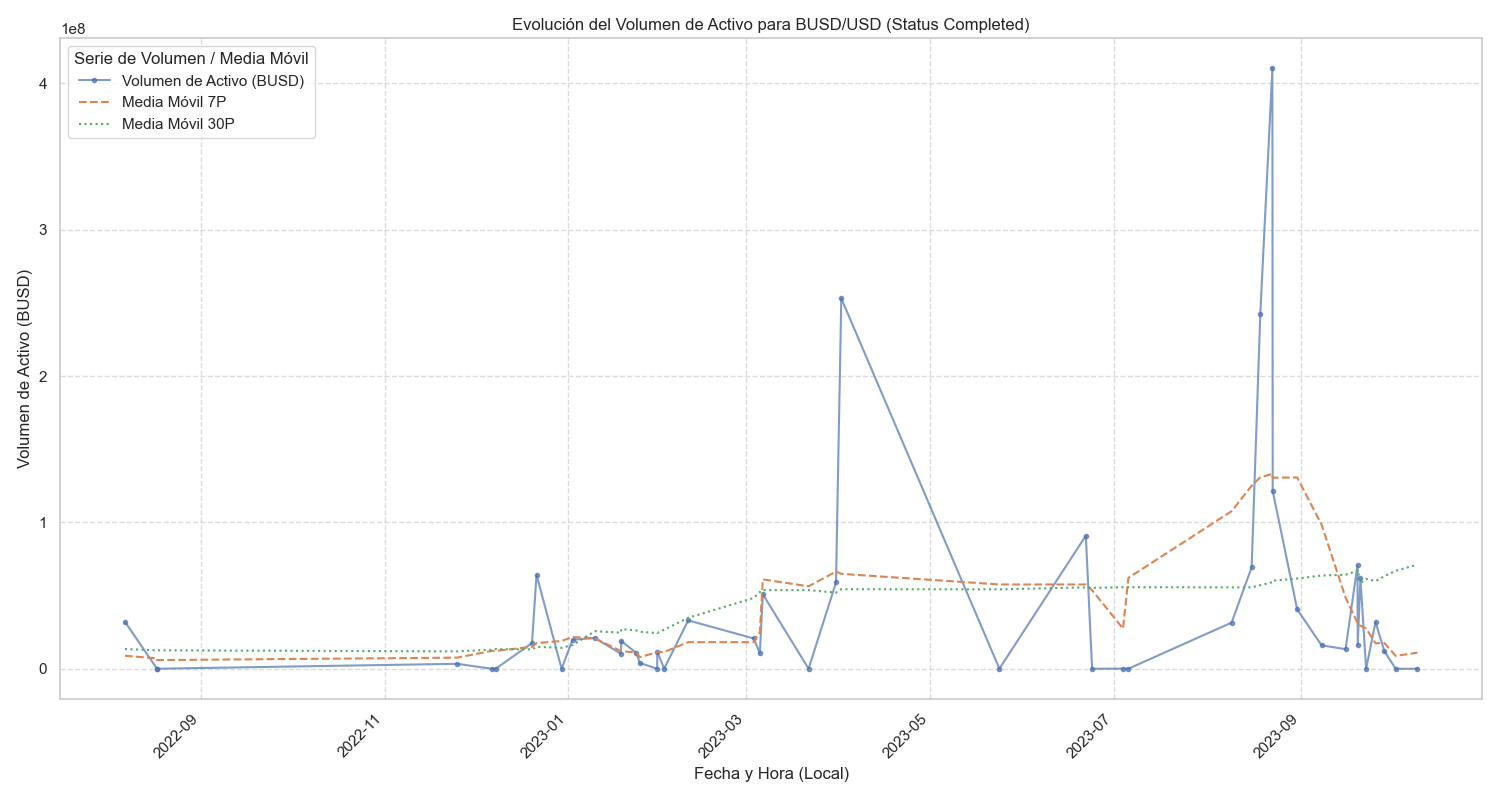 Evolución del Volumen de Activo para BUSD/USD (Status Completed)
1e8
Serie de Volumen / Media Móvil
Volumen de Activo (BUSD)
Media Móvil 7P
Media Móvil 30P
4
3
2
1
0
Volumen de Activo (BUSD)
2022-09
2022-11
2023-01
2023-03
2023-05
2023-07
2023-09
Fecha y Hora (Local)